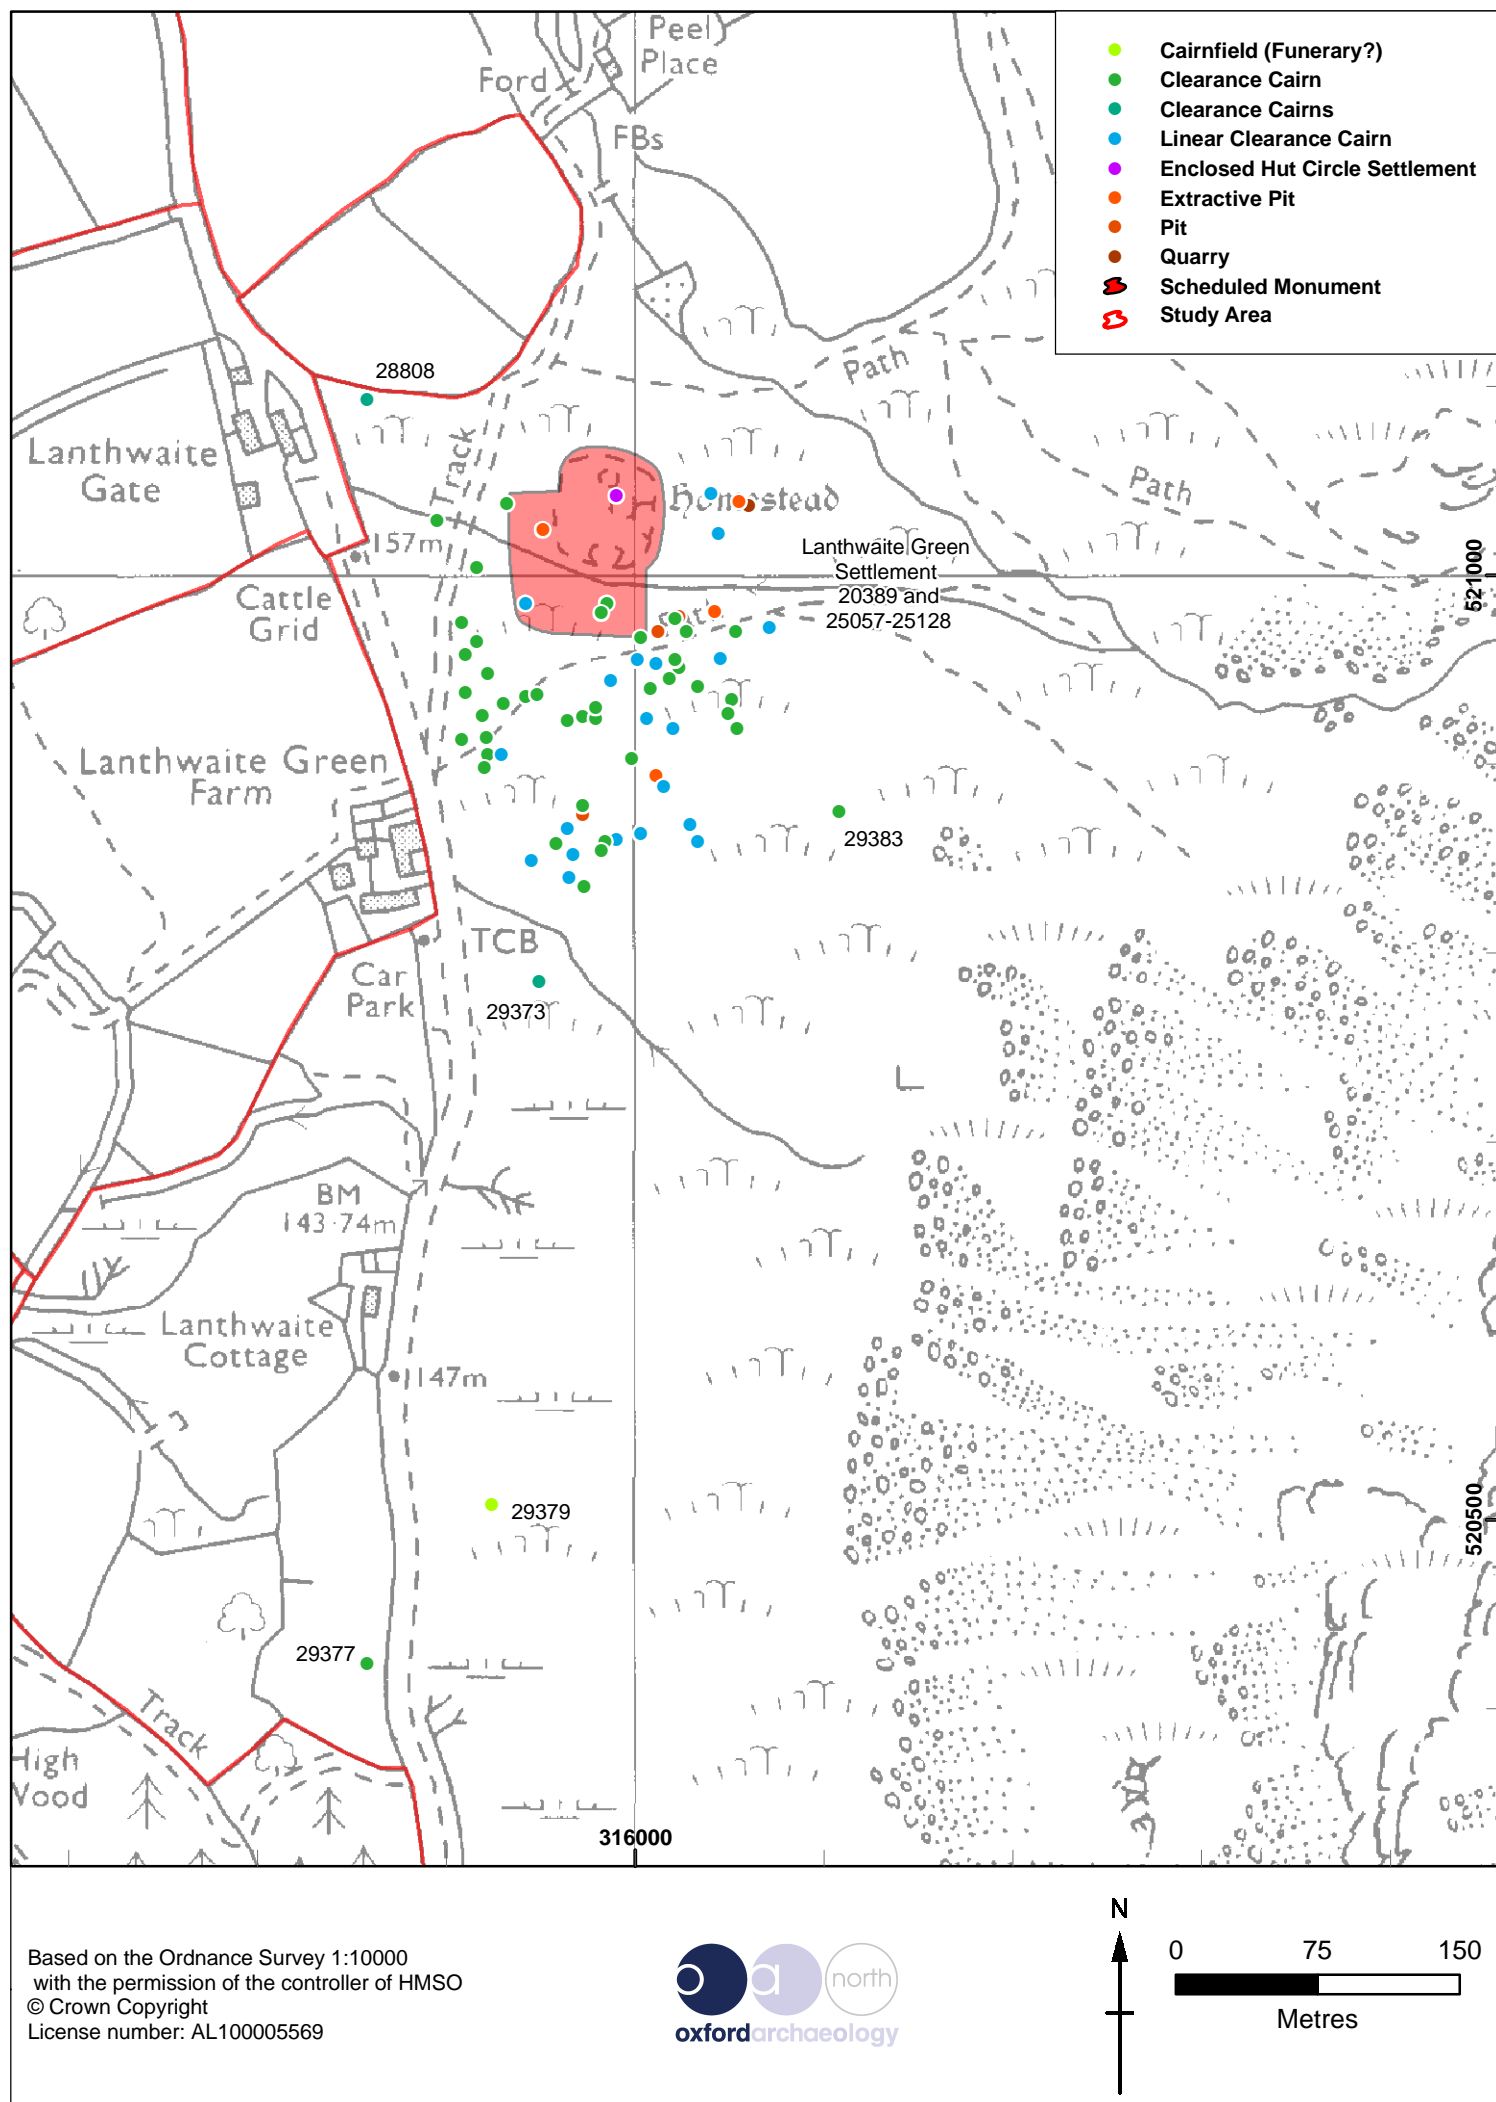 Peel
Place
Ford
FBs
Cairnfield (Funerary?)
Clearance Cairn
Clearance Cairns
Linear Clearance Cairn
Enclosed Hut Circle Settlement
Extractive Pit
Pit
Quarry
Scheduled Monument
Study Area
28808
Path
Lanthwaite
Gate
Track
Homestead
Path
157m
Lanthwaite Green
Settlement
20389 and
25057-25128
521000
Cattle
Grid
Lanthwaite Green
Farm
29383
TCB
Car
Park
29373
BM
143·74m
Lanthwaite
Cottage
147m
29379
520500
29377
Track
High
Wood
316000
Based on the Ordnance Survey 1:10000
with the permission of the controller of HMSO
© Crown Copyright
License number: AL100005569
oa north
oxfordarchaeology
N
0 75 150
Metres